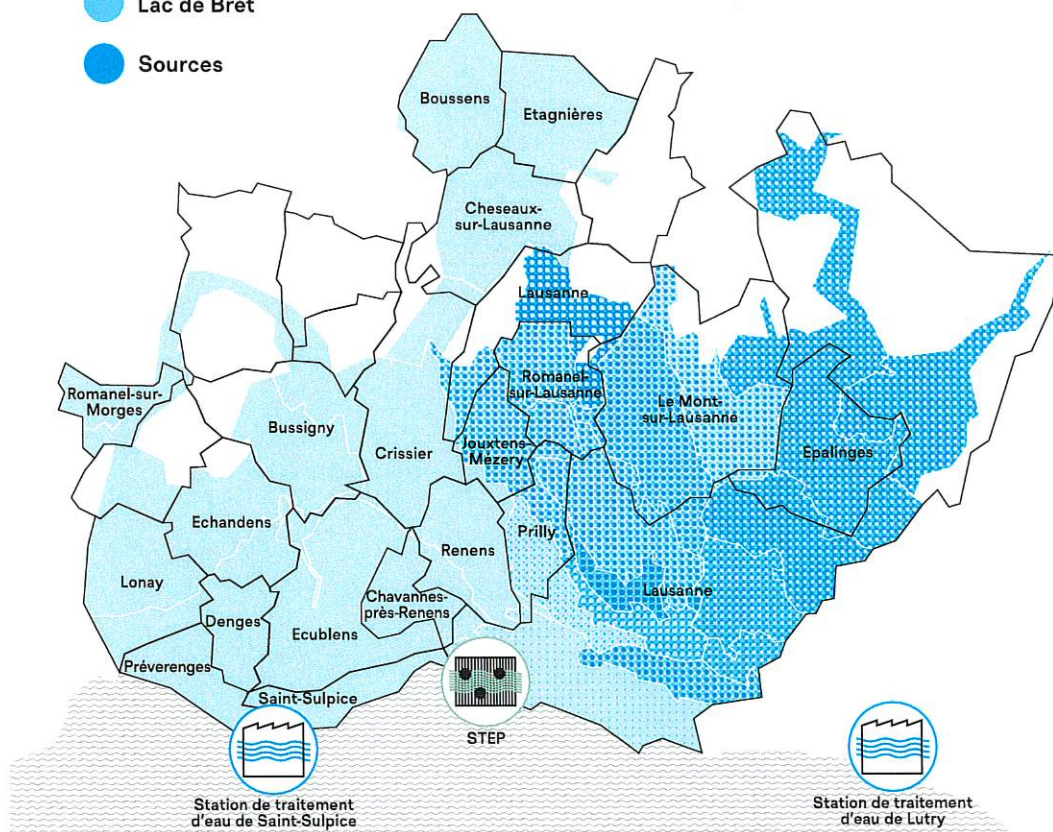 Lac de Bret
Sources
Boussens
Etagnières
Cheseaux-
sur-Lausanne
Lausanne
Romanel-sur-
Morges
Romanel-
sur-Lausanne
Le Mont-
sur-Lausanne
Bussigny
Crissier
Jouxtens-
Mezery
Epalinges
Echandens
Renens
Prilly
Lonay
Chavannes-
près-Renens
Lausanne
Denges
Ecublens
Préverenges
Saint-Sulpice
STEP
Station de traitement
d'eau de Saint-Sulpice
Station de traitement
d'eau de Lutry